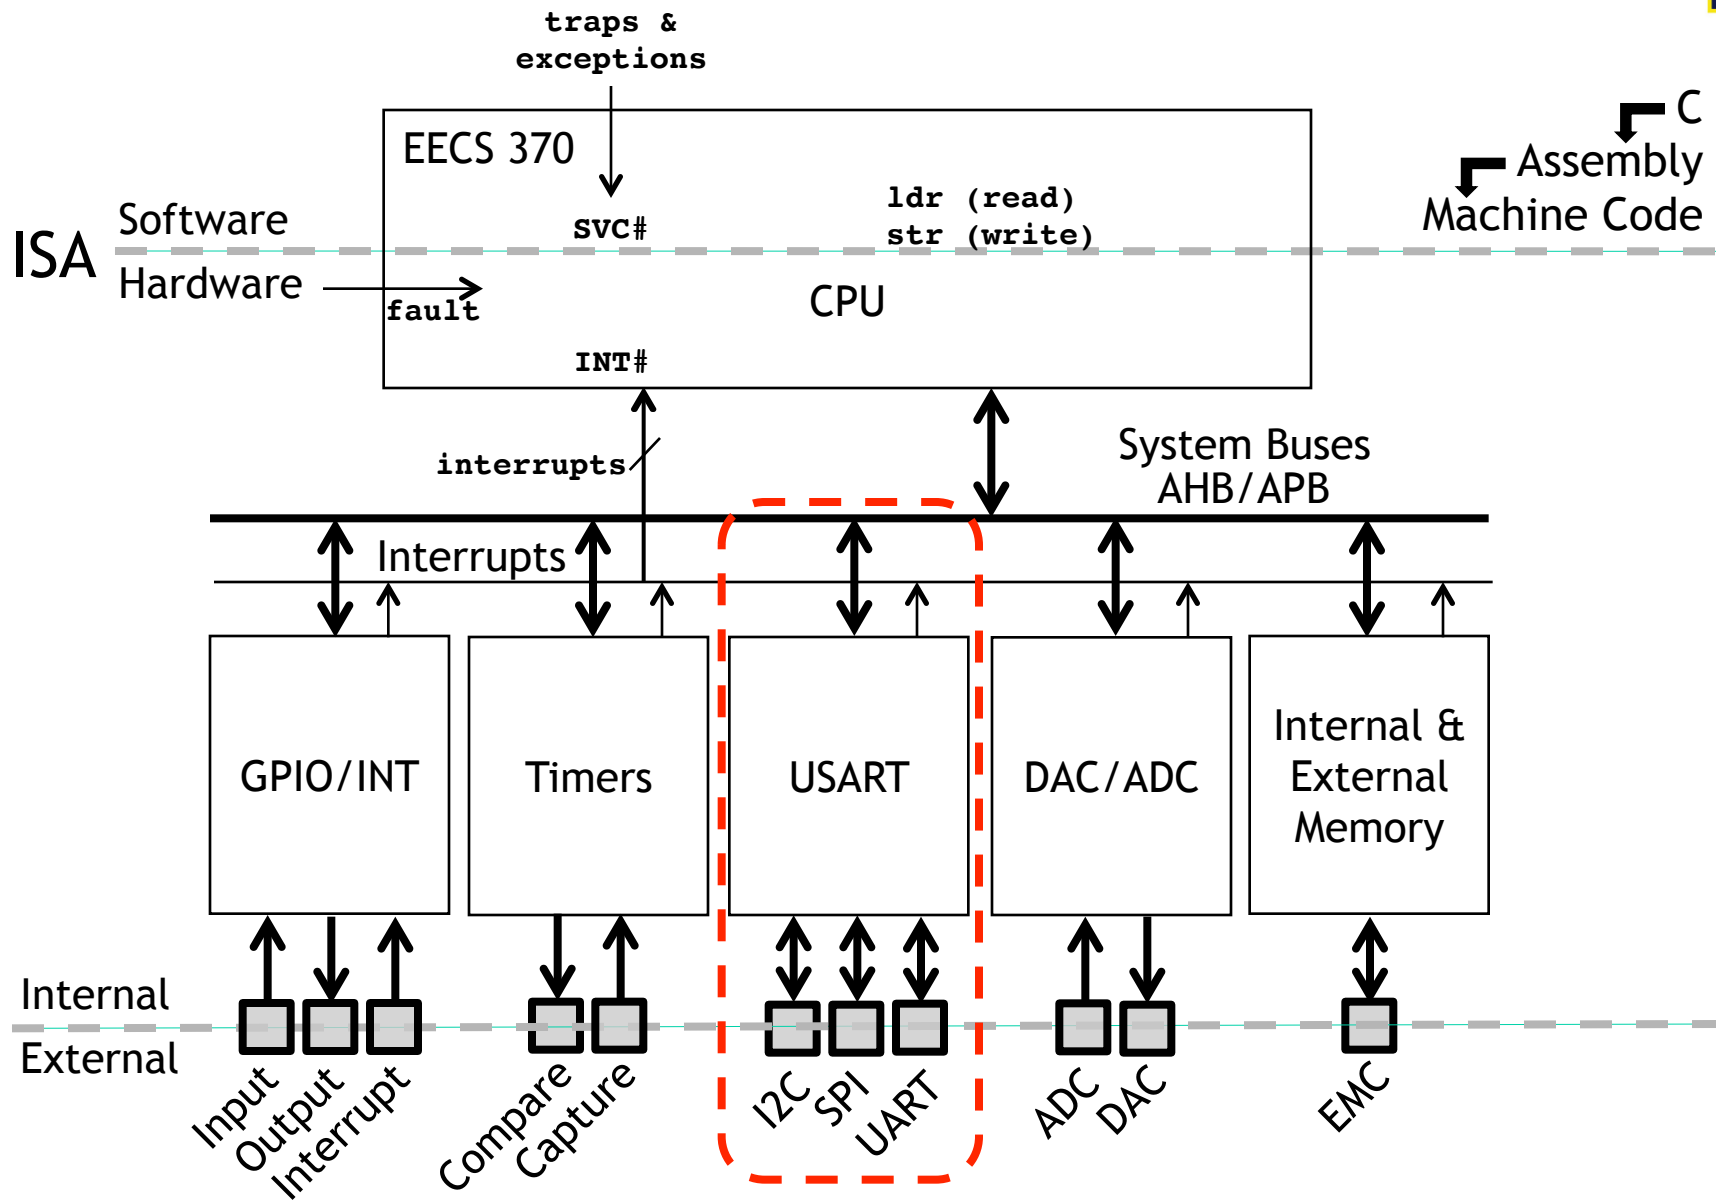 traps &
exceptions
EECS 370
C
Assembly
Machine Code
ldr (read)
str (write)
SVC#
Software
ISA
Hardware
fault
CPU
INT#
interrupts
System Buses
AHB/APB
Interrupts
GPIO/INT
Timers
USART
DAC/ADC
Internal &
External
Memory
Internal
External
Input
Output
Interrupt
Compare
Capture
I2C
SPI
UART
ADC
DAC
EMC